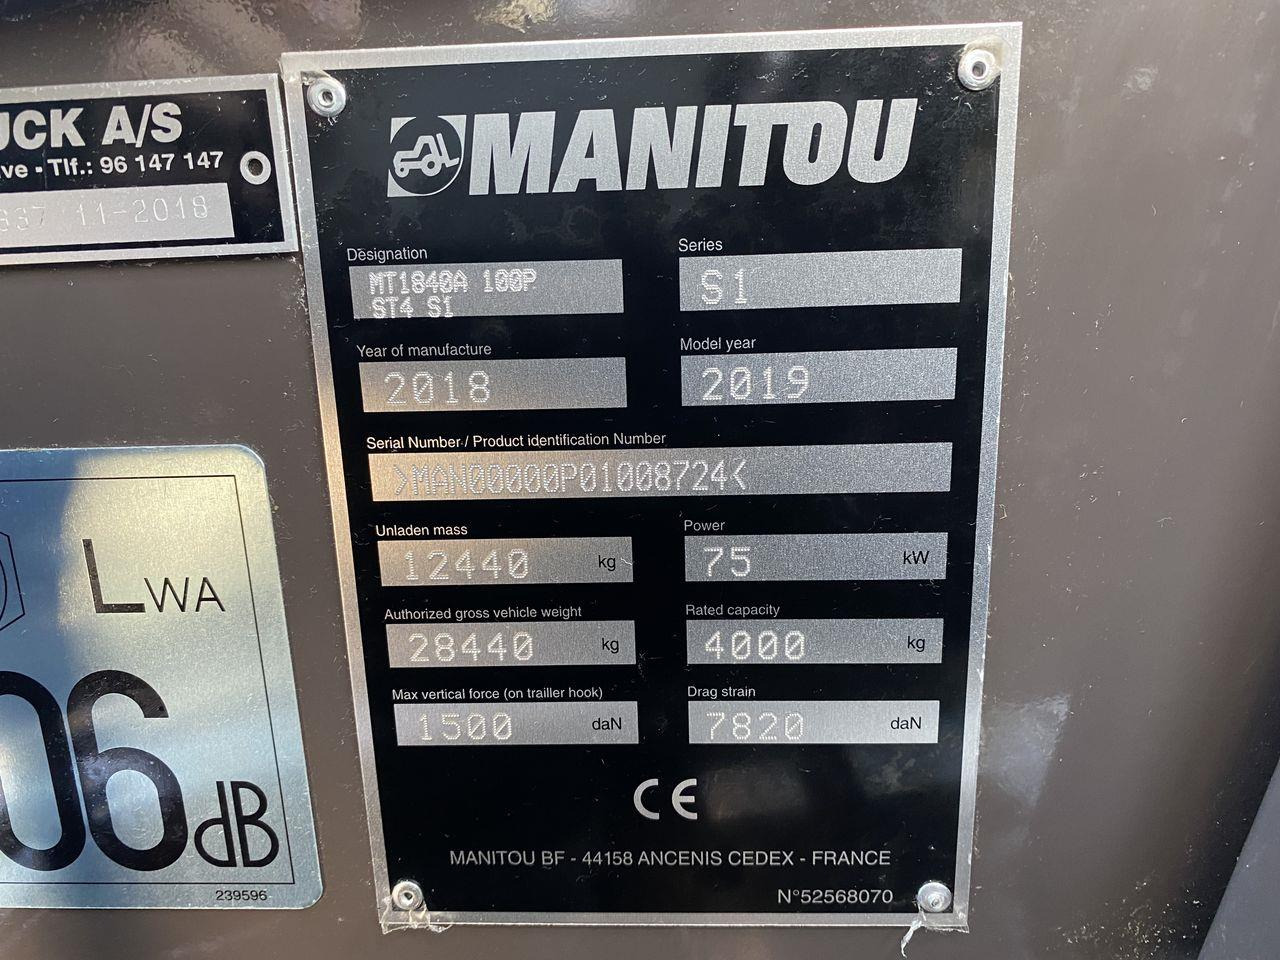 UCK A/S
ve - Tlf.: 96 147 147
11-2018
MANITOU
Designation
MT1840A 100P
ST4 S1
Series
S1
Year of manufacture
2018
Model year
2019
Serial Number / Product identification Number
>MAN00000P01008724<
Unladen mass
12440 kg
Power
75 kW
Authorized gross vehicle weight
28440 kg
Rated capacity
4000 kg
Max vertical force (on trailler hook)
1500 daN
Drag strain
7820 daN
CE
MANITOU BF - 44158 ANCENIS CEDEX - FRANCE
N°52568070
LWA
06 dB
239596